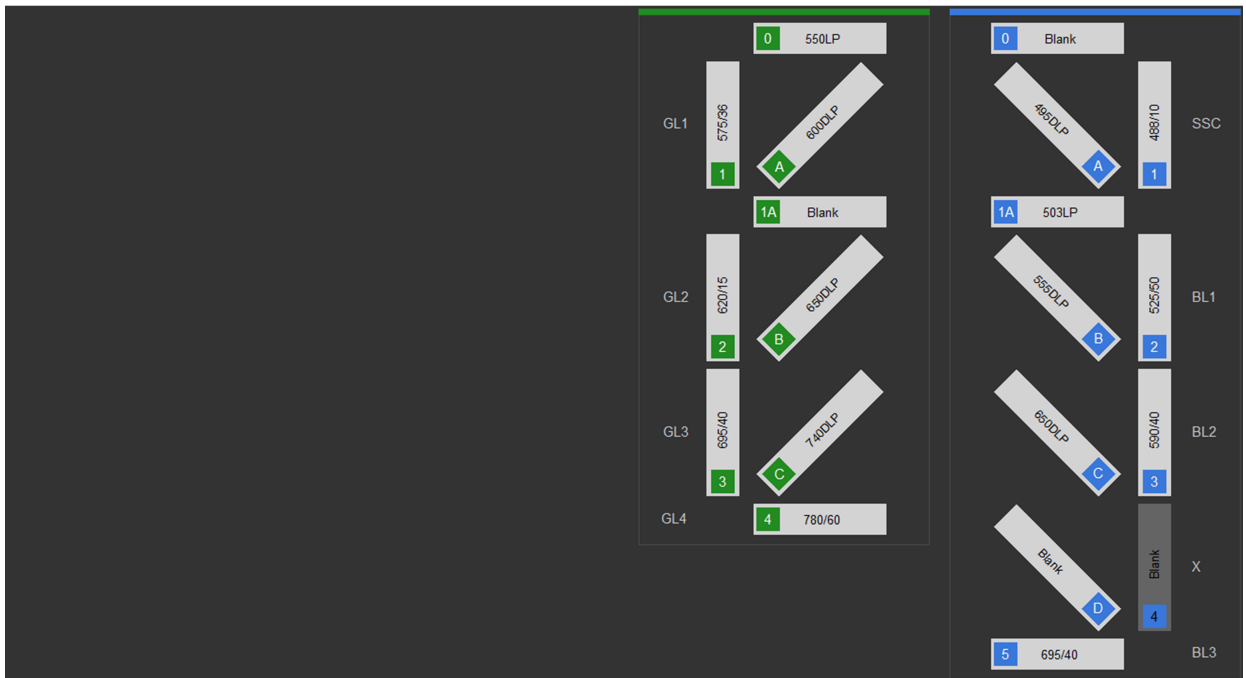 0 550LP
GL1 575/36 1 600DLP A
1A Blank
GL2 620/15 2 650DLP B
GL3 695/40 3 740DLP C
GL4 4 780/60
0 Blank
495DLP A 488/10 1 SSC
1A 503LP
555DLP B 525/50 2 BL1
650DLP C 590/40 3 BL2
Blank D Blank 4 X
5 695/40 BL3